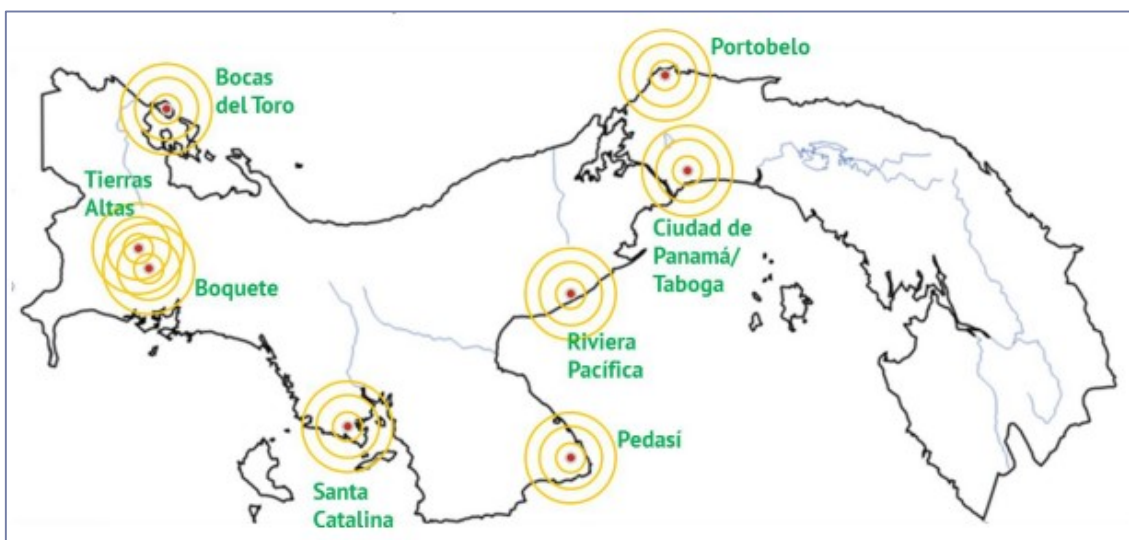 Portobelo
Bocas
del Toro
Tierras
Altas
Ciudad de
Panamá/
Taboga
Boquete
Riviera
Pacífica
Pedasí
Santa
Catalina